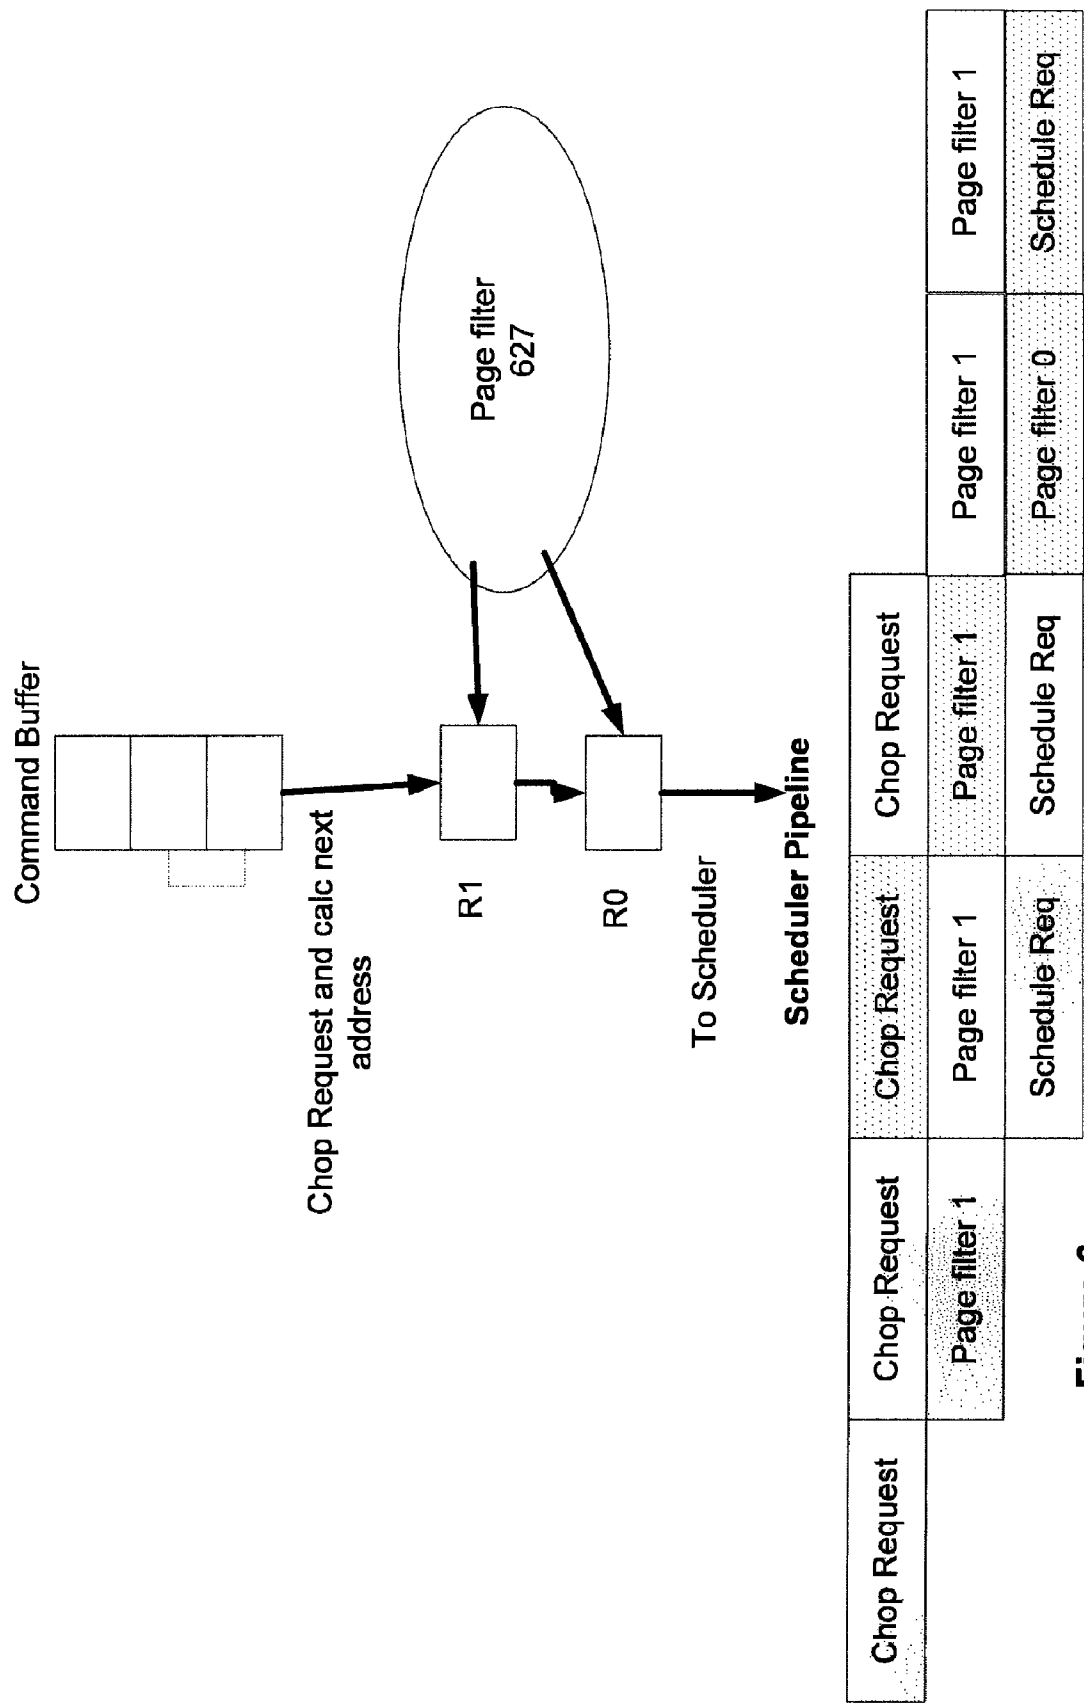 Command Buffer
Chop Request and calc next
address
R1
Page filter
627
R0
To Scheduler
Scheduler Pipeline
Chop Request
Chop Request
Chop Request
Chop Request
Page filter 1
Page filter 1
Page filter 1
Page filter 1
Page filter 1
Schedule Req
Schedule Req
Page filter 0
Schedule Req